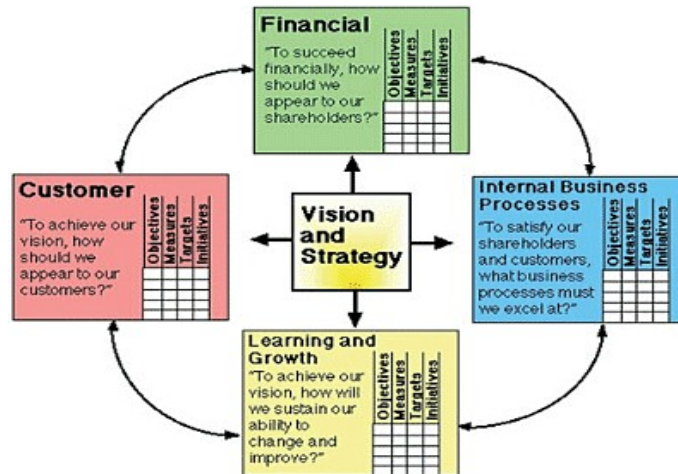 Financial
"To succeed
financially, how
should we
appear to our
shareholders?"
Objectives
Measures
Targets
Initiatives
Customer
"To achieve our
vision, how
should we
appear to our
customers?"
Objectives
Measures
Targets
Initiatives
Vision
and
Strategy
Internal Business
Processes
"To satisfy our
shareholders
and customers,
what business
processes must
we excel at?"
Objectives
Measures
Targets
Initiatives
Learning and
Growth
"To achieve our
vision, how will
we sustain our
ability to
change and
improve?"
Objectives
Measures
Targets
Initiatives